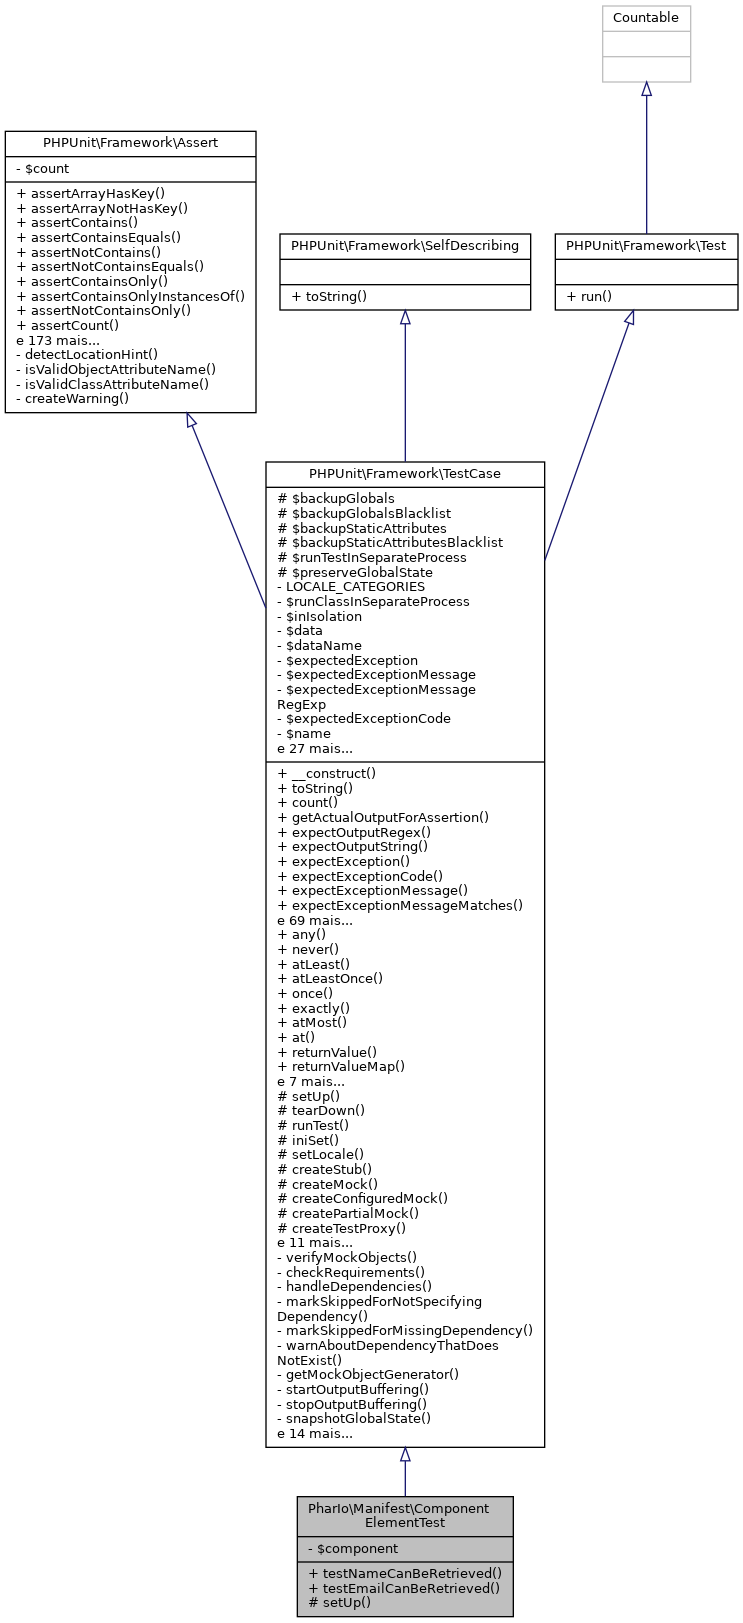 Countable
PHPUnit\Framework\Assert
- $count
+ assertArrayHasKey()
+ assertArrayNotHasKey()
+ assertContains()
+ assertContainsEquals()
+ assertNotContains()
+ assertNotContainsEquals()
+ assertContainsOnly()
+ assertContainsOnlyInstancesOf()
+ assertNotContainsOnly()
+ assertCount()
e 173 mais...
- detectLocationHint()
- isValidObjectAttributeName()
- isValidClassAttributeName()
- createWarning()
PHPUnit\Framework\SelfDescribing
+ toString()
PHPUnit\Framework\Test
+ run()
PHPUnit\Framework\TestCase
# $backupGlobals
# $backupGlobalsBlacklist
# $backupStaticAttributes
# $backupStaticAttributesBlacklist
# $runTestInSeparateProcess
# $preserveGlobalState
- LOCALE_CATEGORIES
- $runClassInSeparateProcess
- $inIsolation
- $data
- $dataName
- $expectedException
- $expectedExceptionMessage
- $expectedExceptionMessage
RegExp
- $expectedExceptionCode
- $name
e 27 mais...
+ __construct()
+ toString()
+ count()
+ getActualOutputForAssertion()
+ expectOutputRegex()
+ expectOutputString()
+ expectException()
+ expectExceptionCode()
+ expectExceptionMessage()
+ expectExceptionMessageMatches()
e 69 mais...
+ any()
+ never()
+ atLeast()
+ atLeastOnce()
+ once()
+ exactly()
+ atMost()
+ at()
+ returnValue()
+ returnValueMap()
e 7 mais...
# setUp()
# tearDown()
# runTest()
# iniSet()
# setLocale()
# createStub()
# createMock()
# createConfiguredMock()
# createPartialMock()
# createTestProxy()
e 11 mais...
- verifyMockObjects()
- checkRequirements()
- handleDependencies()
- markSkippedForNotSpecifying
Dependency()
- markSkippedForMissingDependency()
- warnAboutDependencyThatDoes
NotExist()
- getMockObjectGenerator()
- startOutputBuffering()
- stopOutputBuffering()
- snapshotGlobalState()
e 14 mais...
PharIo\Manifest\Component
ElementTest
- $component
+ testNameCanBeRetrieved()
+ testEmailCanBeRetrieved()
# setUp()